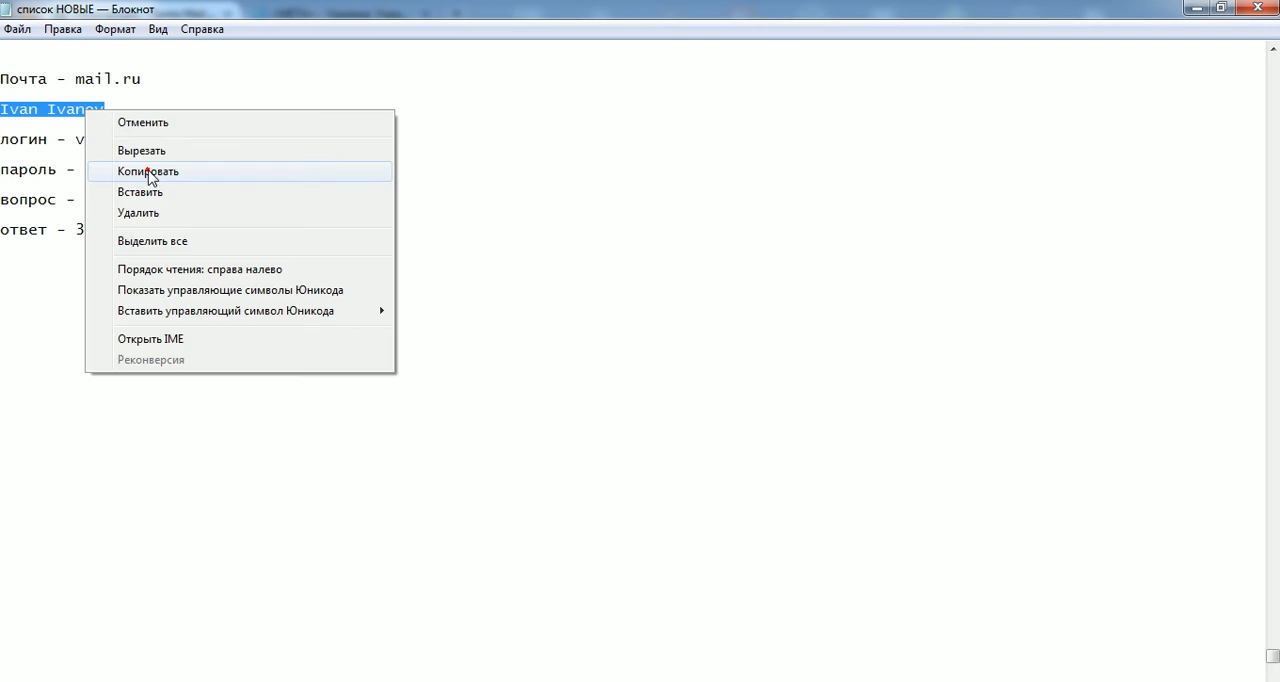 список НОВЫЕ — Блокнот
Файл Правка Формат Вид Справка
Почта - mail.ru
Ivan Ivanov
логин - v
пароль -
вопрос -
ответ - 3
Отменить
Вырезать
Копировать
Вставить
Удалить
Выделить все
Порядок чтения: справа налево
Показать управляющие символы Юникода
Вставить управляющий символ Юникода
Открыть IME
Реконверсия